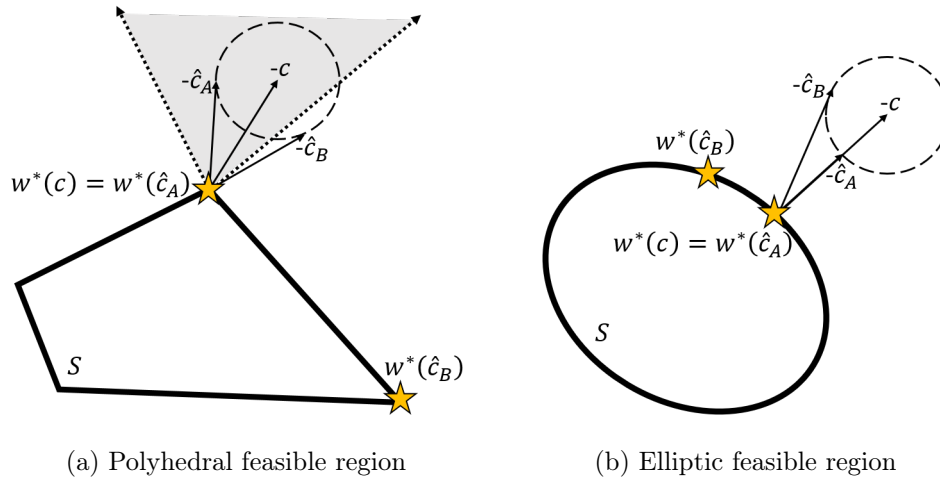 -ĉ_A
-c
-ĉ_B
w*(c) = w*(ĉ_A)
S
w*(ĉ_B)
(a) Polyhedral feasible region
-ĉ_B
-c
w*(ĉ_B)
-ĉ_A
w*(c) = w*(ĉ_A)
S
(b) Elliptic feasible region